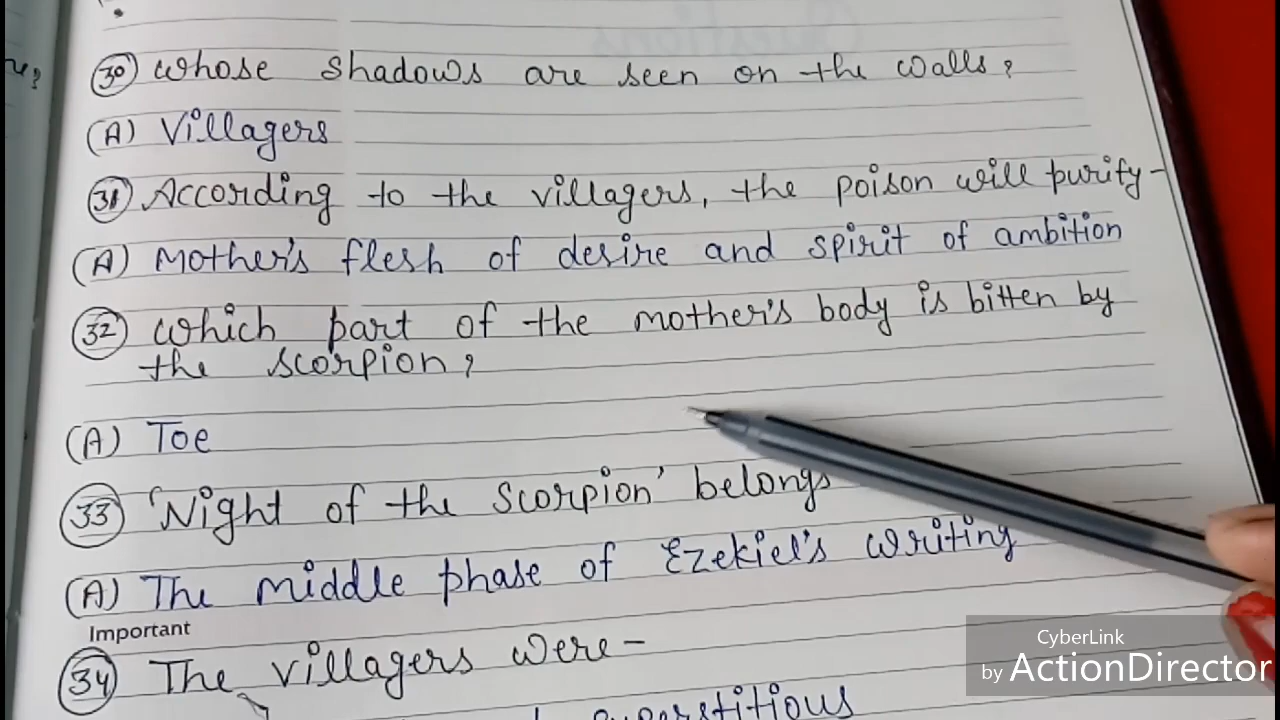 30 Whose shadows are seen on the walls?
(A) Villagers
31 According to the villagers, the poison will purify-
(A) Mother's flesh of desire and spirit of ambition
32 Which part of the mother's body is bitten by
the scorpion?
(A) Toe
33 'Night of the Scorpion' belongs
(A) The middle phase of Ezekiel's writing
Important
34 The villagers were-
superstitious
CyberLink
by ActionDirector